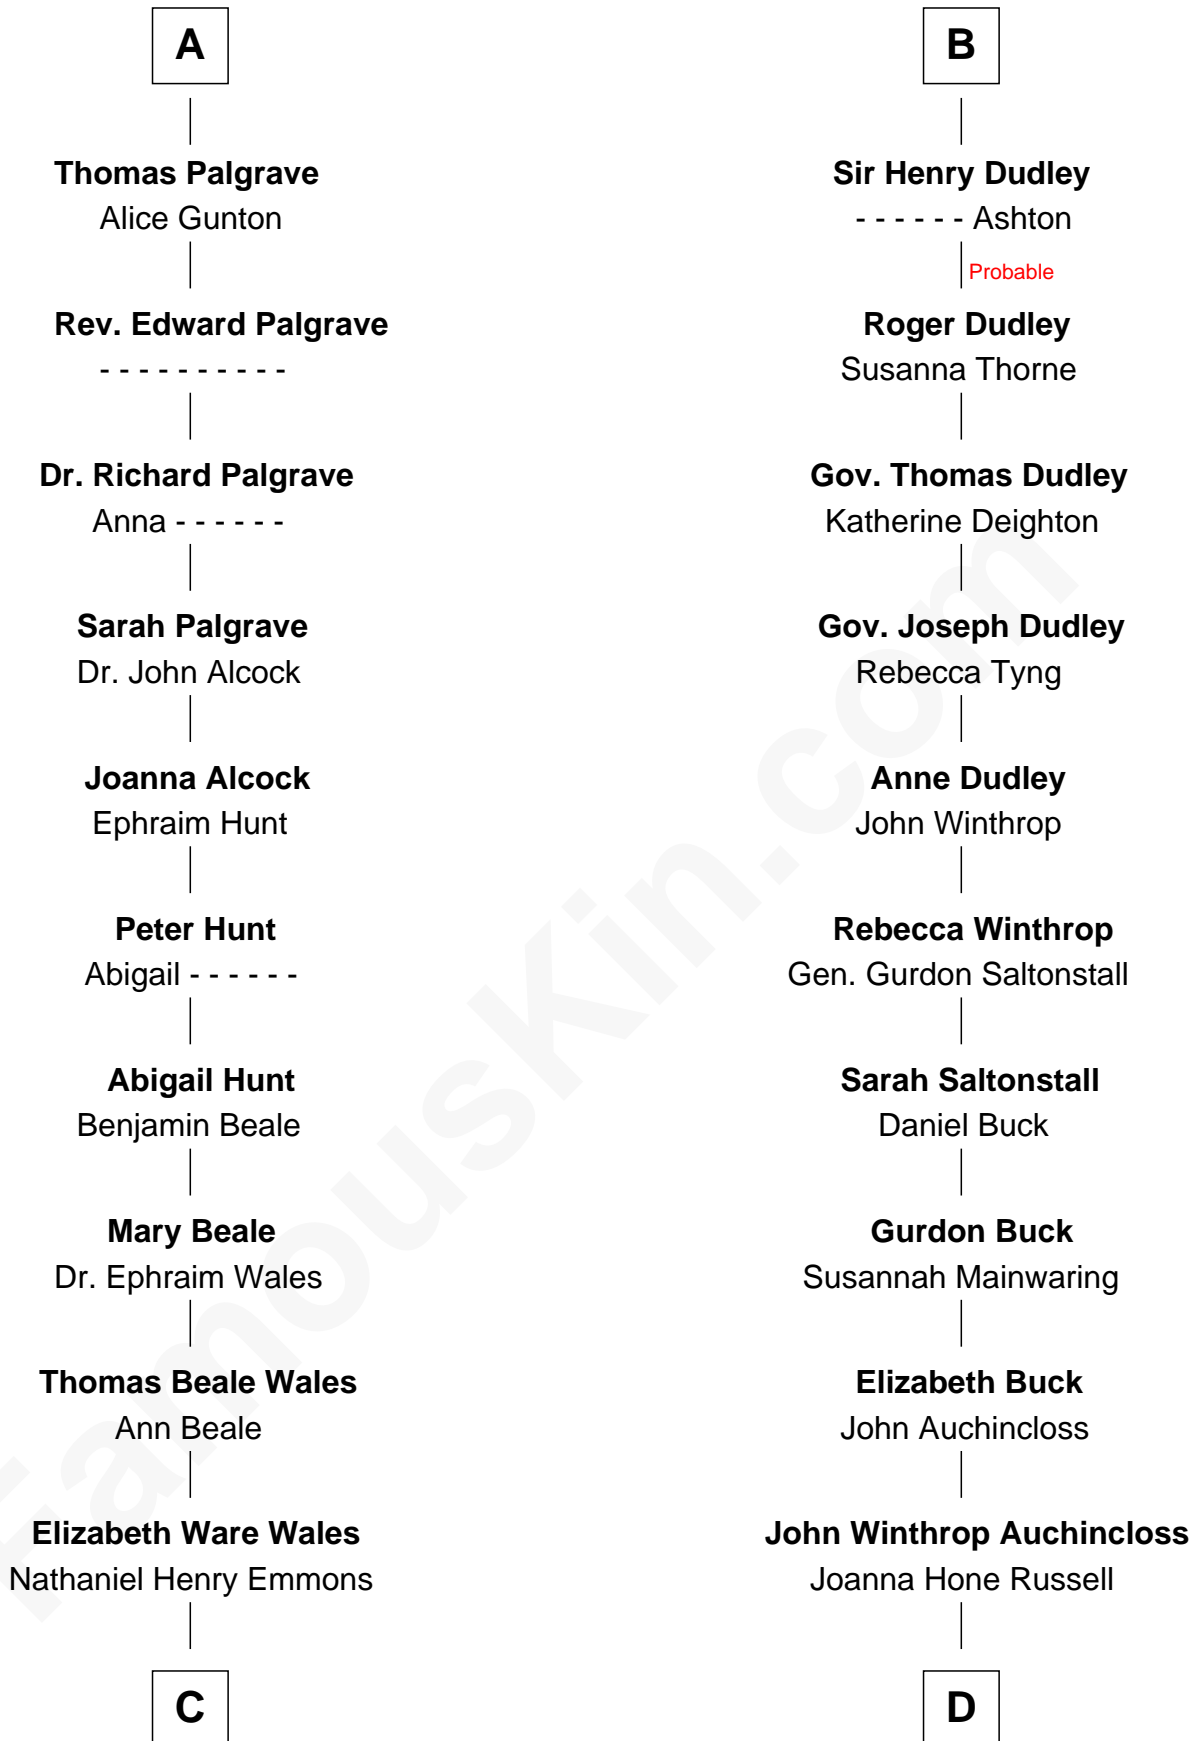 A
Thomas Palgrave
Alice Gunton
Rev. Edward Palgrave
- - - - - - - - - -
Dr. Richard Palgrave
Anna - - - - - -
Sarah Palgrave
Dr. John Alcock
Joanna Alcock
Ephraim Hunt
Peter Hunt
Abigail - - - - - -
Abigail Hunt
Benjamin Beale
Mary Beale
Dr. Ephraim Wales
Thomas Beale Wales
Ann Beale
Elizabeth Ware Wales
Nathaniel Henry Emmons
C
B
Sir Henry Dudley
- - - - - - Ashton
Probable
Roger Dudley
Susanna Thorne
Gov. Thomas Dudley
Katherine Deighton
Gov. Joseph Dudley
Rebecca Tyng
Anne Dudley
John Winthrop
Rebecca Winthrop
Gen. Gurdon Saltonstall
Sarah Saltonstall
Daniel Buck
Gurdon Buck
Susannah Mainwaring
Elizabeth Buck
John Auchincloss
John Winthrop Auchincloss
Joanna Hone Russell
D
FamousKin.com